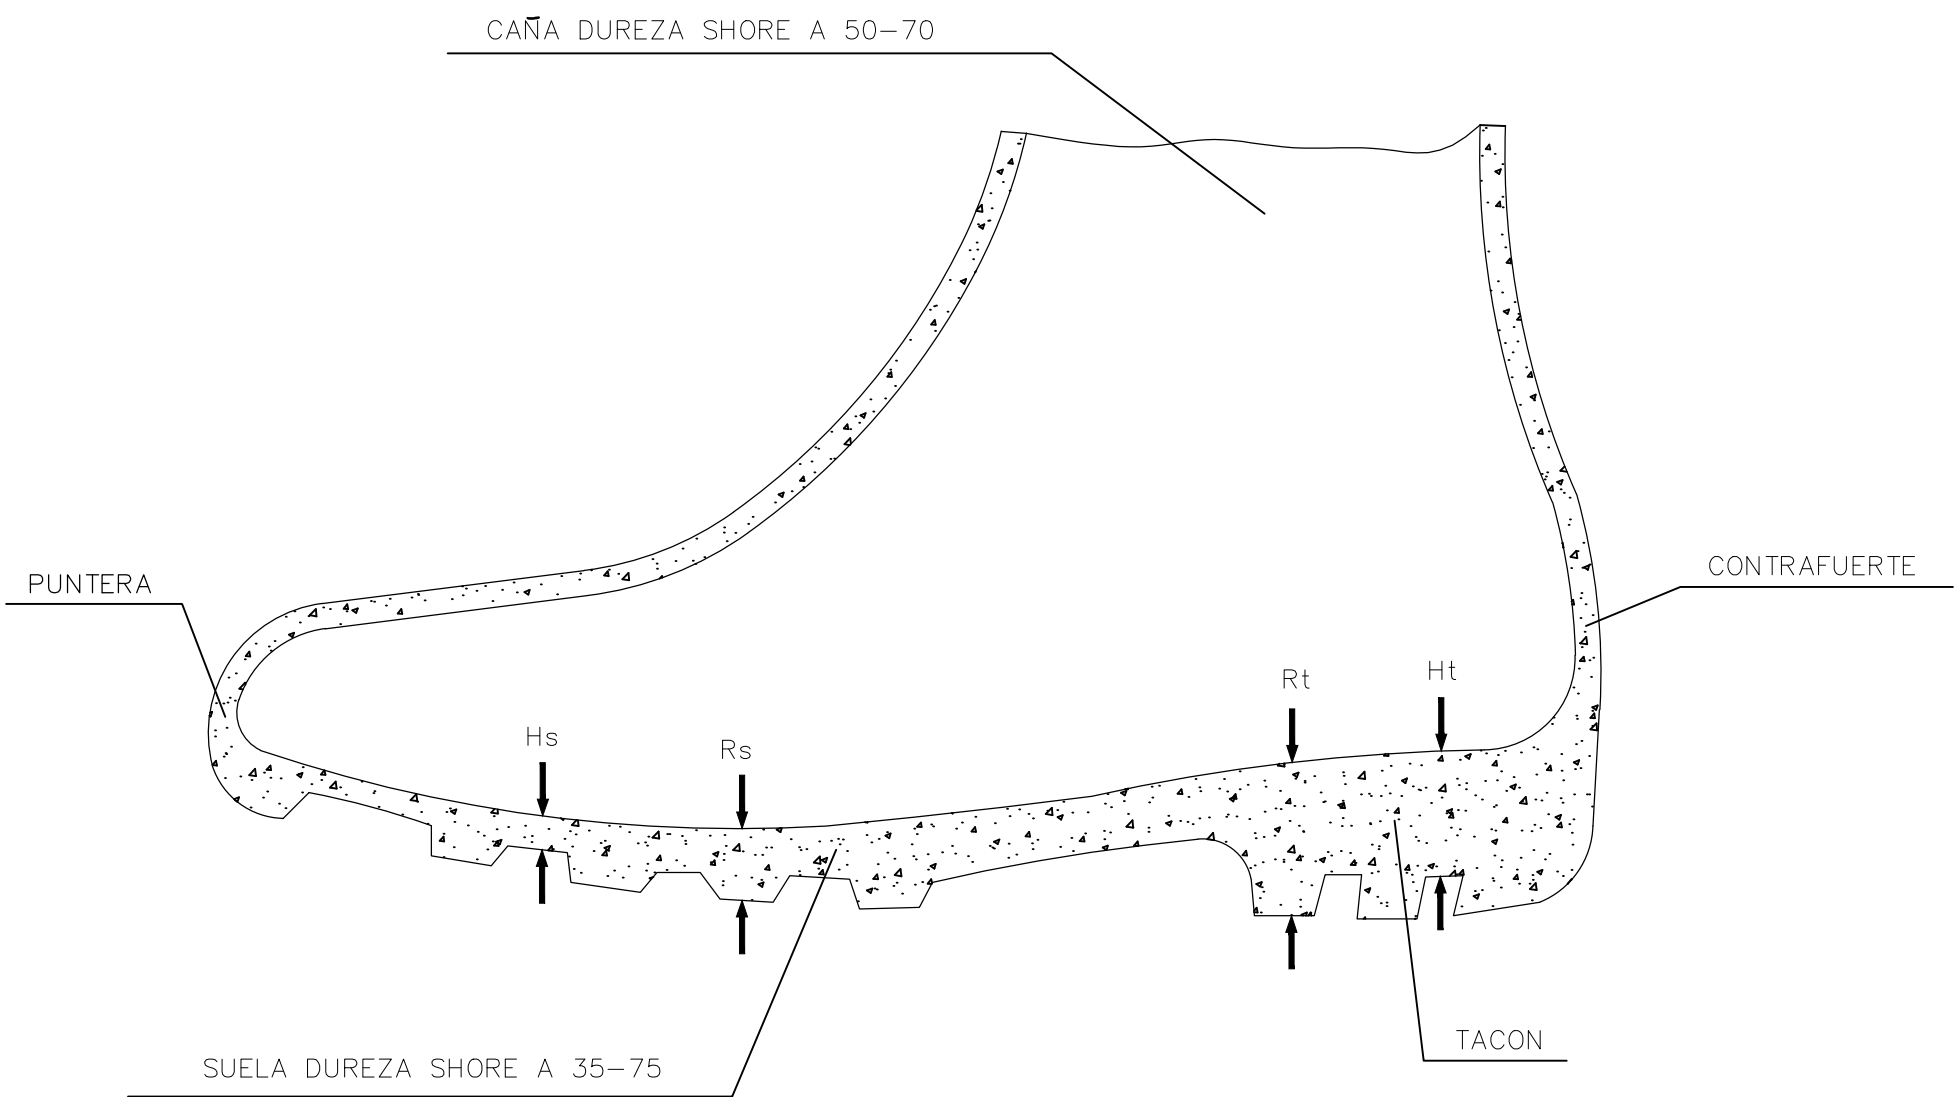 CAÑA DUREZA SHORE A 50-70
PUNTERA
CONTRAFUERTE
Hs
Rs
Rt
Ht
SUELA DUREZA SHORE A 35-75
TACON